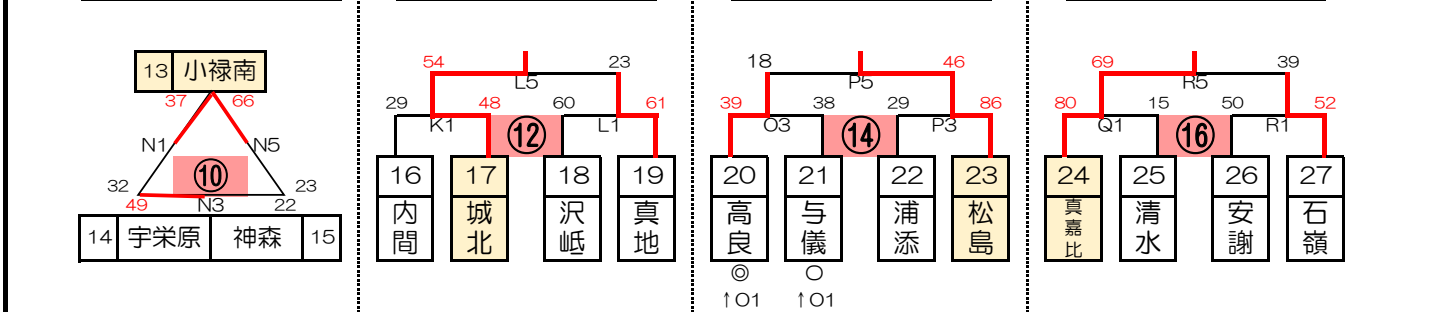 13 小禄南
37 66
N1 N5
⑩
32 23
49 N3 22
14 宇栄原 神森 15
54 23
L5
29 48 60 61
K1 ⑫ L1
16 17 18 19
内間 城北 沢岻 真地
18 46
P5
39 38 29 86
O3 ⑭ P3
20 21 22 23
高良 与儀 浦添 松島
◎ ○
↑O1 ↑O1
69 39
R5
80 15 50 52
Q1 ⑯ R1
24 25 26 27
真嘉比 清水 安謝 石嶺